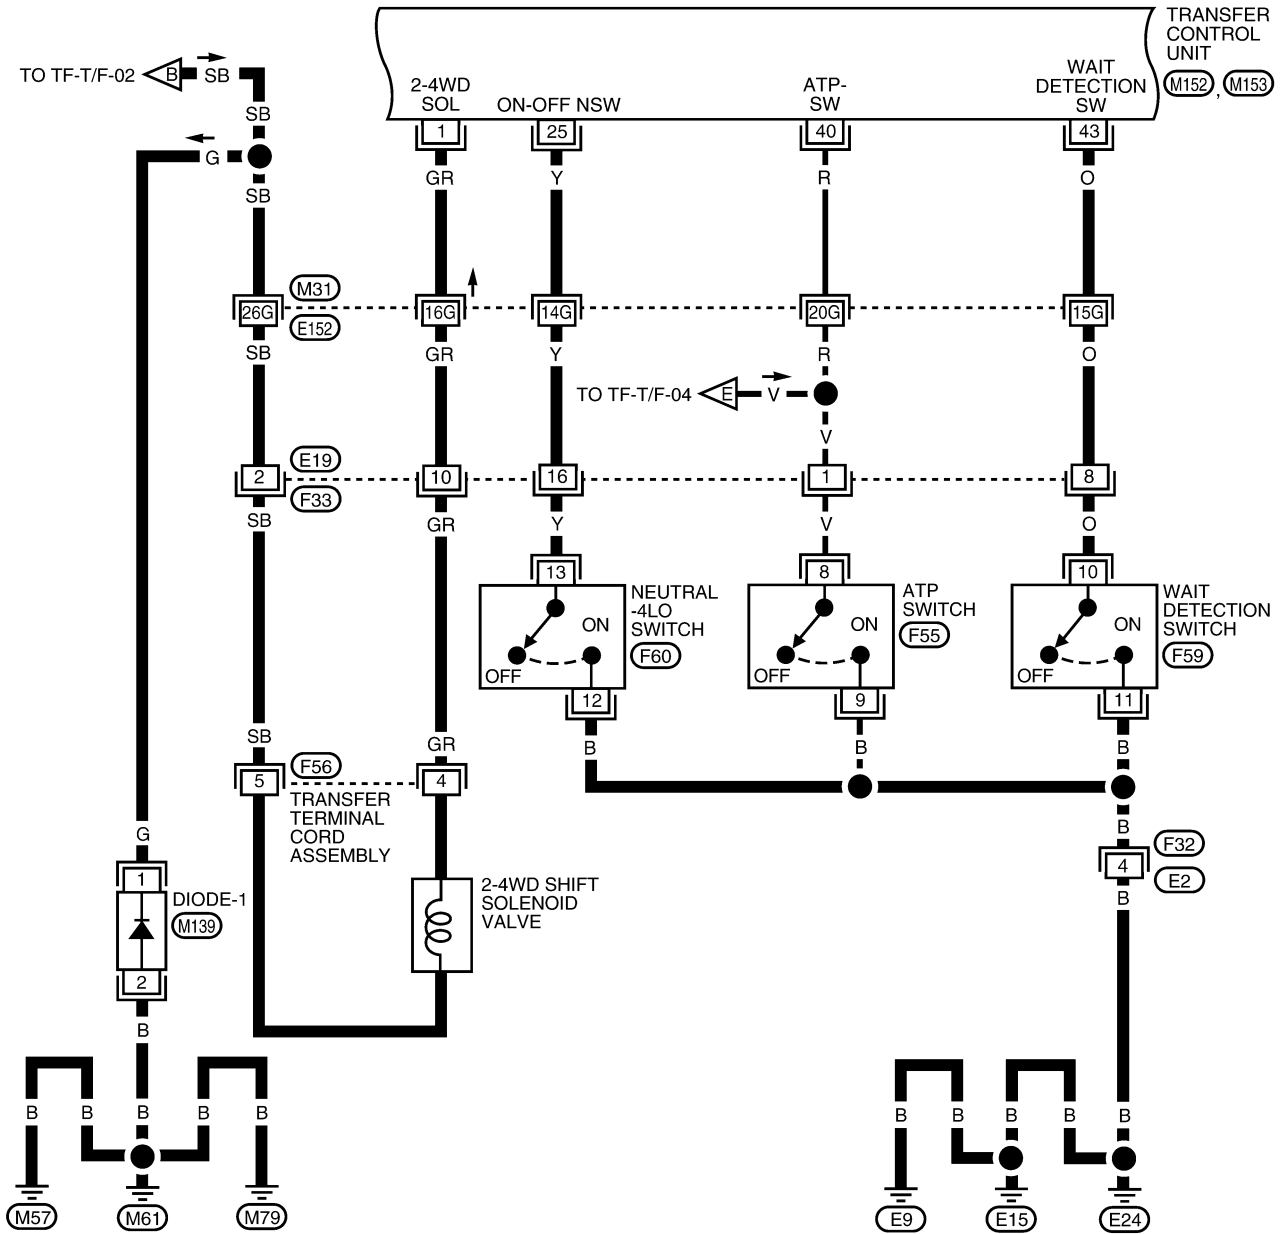 TRANSFER
CONTROL
UNIT
M152 , M153
2-4WD
SOL
ON-OFF NSW
ATP-
SW
WAIT
DETECTION
SW
1
25
40
43
TO TF-T/F-02
B
SB
SB
G
SB
GR
Y
R
O
M31
E152
26G
16G
14G
20G
15G
SB
GR
Y
R
O
TO TF-T/F-04
E
V
V
E19
F33
2
10
16
1
8
SB
GR
Y
V
O
13
8
10
NEUTRAL
-4LO
SWITCH
F60
ON
OFF
12
ATP
SWITCH
F55
ON
OFF
9
WAIT
DETECTION
SWITCH
F59
ON
OFF
11
SB
GR
B
B
B
F56
5
4
TRANSFER
TERMINAL
CORD
ASSEMBLY
G
B
F32
E2
4
B
1
DIODE-1
M139
2
2-4WD SHIFT
SOLENOID
VALVE
B
B
B
B
B
B
B
B
B
B
B
M57
M61
M79
E9
E15
E24